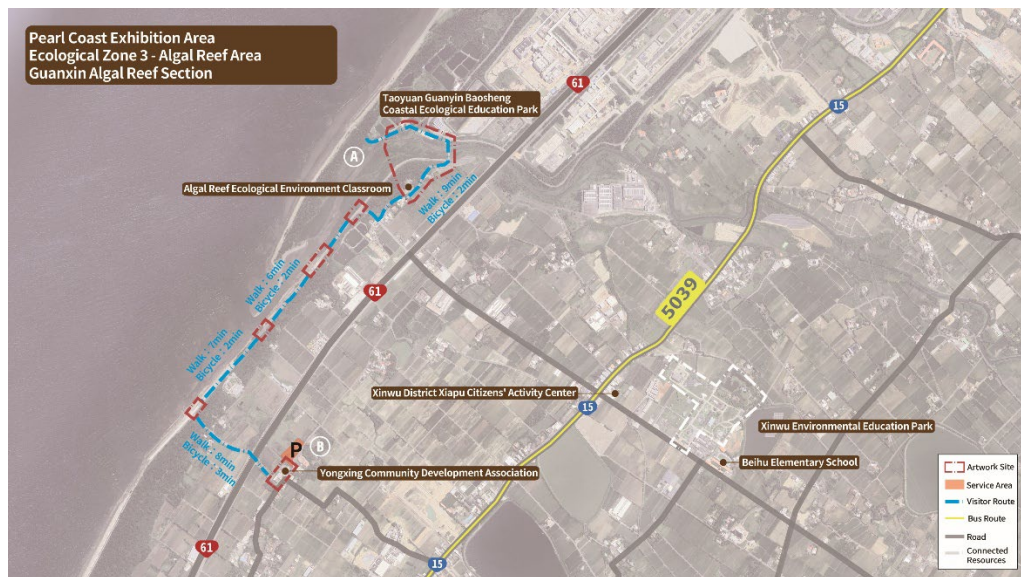 Pearl Coast Exhibition Area
Ecological Zone 3 - Algal Reef Area
Guanxin Algal Reef Section
61
Taoyuan Guanyin Baosheng
Coastal Ecological Education Park
15
A
Algal Reef Ecological Environment Classroom
Walk : 9min
Bicycle : 2min
Walk : 6min
Bicycle : 2min
61
5039
Walk : 7min
Bicycle : 2min
Xinwu District Xiapu Citizens' Activity Center
15
Xinwu Environmental Education Park
Walk : 8min
Bicycle : 3min
P
B
Yongxing Community Development Association
Beihu Elementary School
61
15
Artwork Site
Service Area
Visitor Route
Bus Route
Road
Connected
Resources